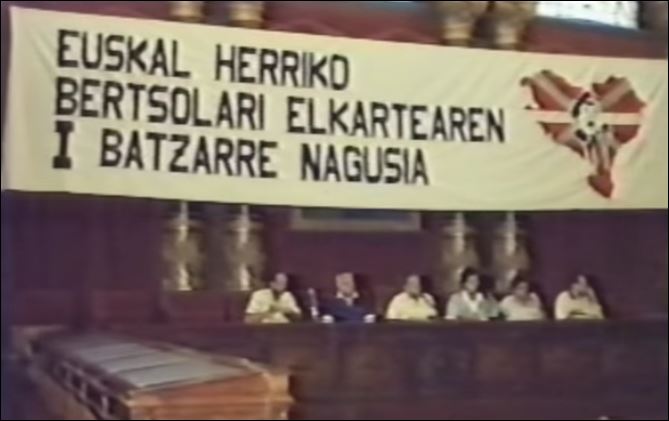 EUSKAL HERRIKO
BERTSOLARI ELKARTEAREN
I BATZARRE NAGUSIA